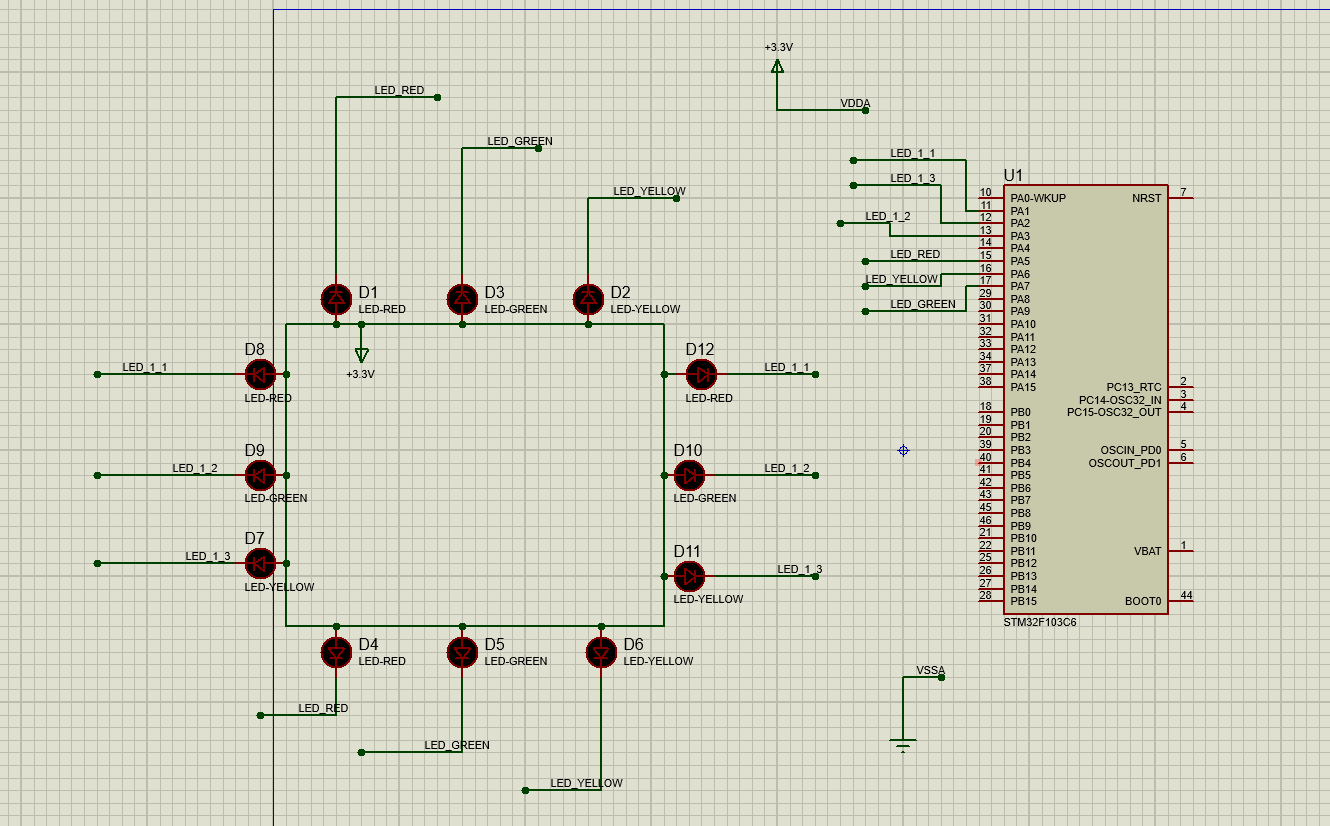 +3.3V
LED_RED
VDDA
LED_GREEN
LED_YELLOW
LED_1_1
LED_1_3
LED_1_2
LED_RED
LED_YELLOW
LED_GREEN
D1
LED-RED
D3
LED-GREEN
D2
LED-YELLOW
+3.3V
LED_1_1
D8
LED-RED
D12
LED-RED
LED_1_1
LED_1_2
D9
LED-GREEN
D10
LED-GREEN
LED_1_2
LED_1_3
D7
LED-YELLOW
D11
LED-YELLOW
LED_1_3
D4
LED-RED
D5
LED-GREEN
D6
LED-YELLOW
LED_RED
LED_GREEN
LED_YELLOW
U1
10 PA0-WKUP
11 PA1
12 PA2
13 PA3
14 PA4
15 PA5
16 PA6
17 PA7
29 PA8
30 PA9
31 PA10
32 PA11
33 PA12
34 PA13
37 PA14
38 PA15
18 PB0
19 PB1
20 PB2
39 PB3
40 PB4
41 PB5
42 PB6
43 PB7
45 PB8
46 PB9
21 PB10
22 PB11
25 PB12
26 PB13
27 PB14
28 PB15
NRST 7
PC13_RTC 2
PC14-OSC32_IN 3
PC15-OSC32_OUT 4
OSCIN_PD0 5
OSCOUT_PD1 6
VBAT 1
BOOT0 44
STM32F103C6
VSSA